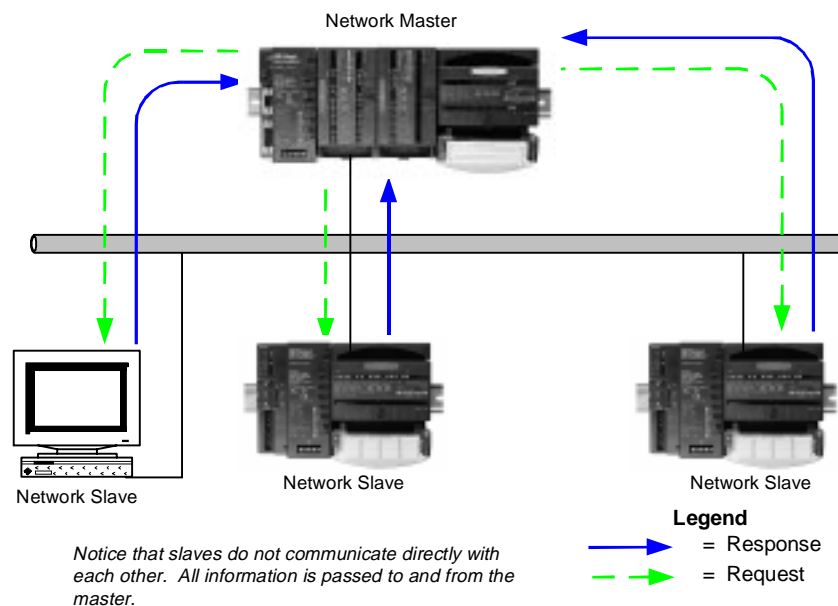 Network Master
Network Slave
Network Slave
Network Slave
Notice that slaves do not communicate directly with
each other. All information is passed to and from the
master.
Legend
= Response
= Request